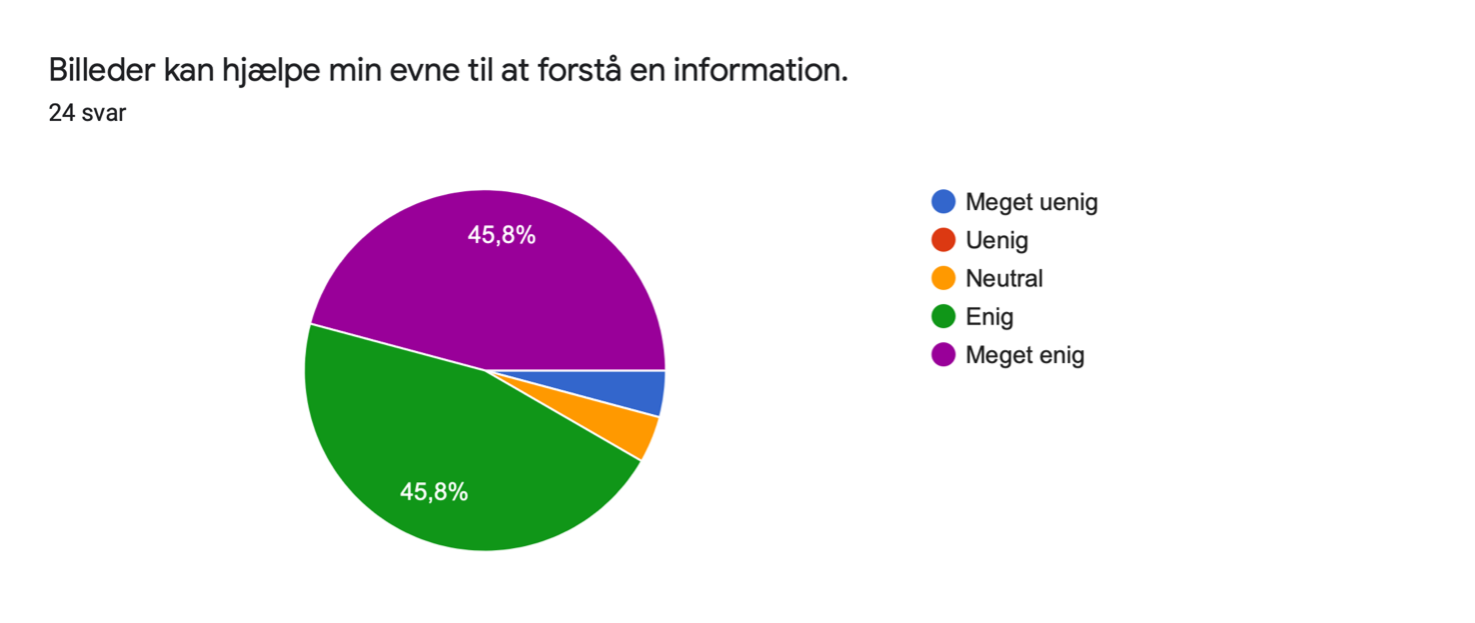 Billeder kan hjælpe min evne til at forstå en information.
24 svar
45,8%
45,8%
Meget uenig
Uenig
Neutral
Enig
Meget enig